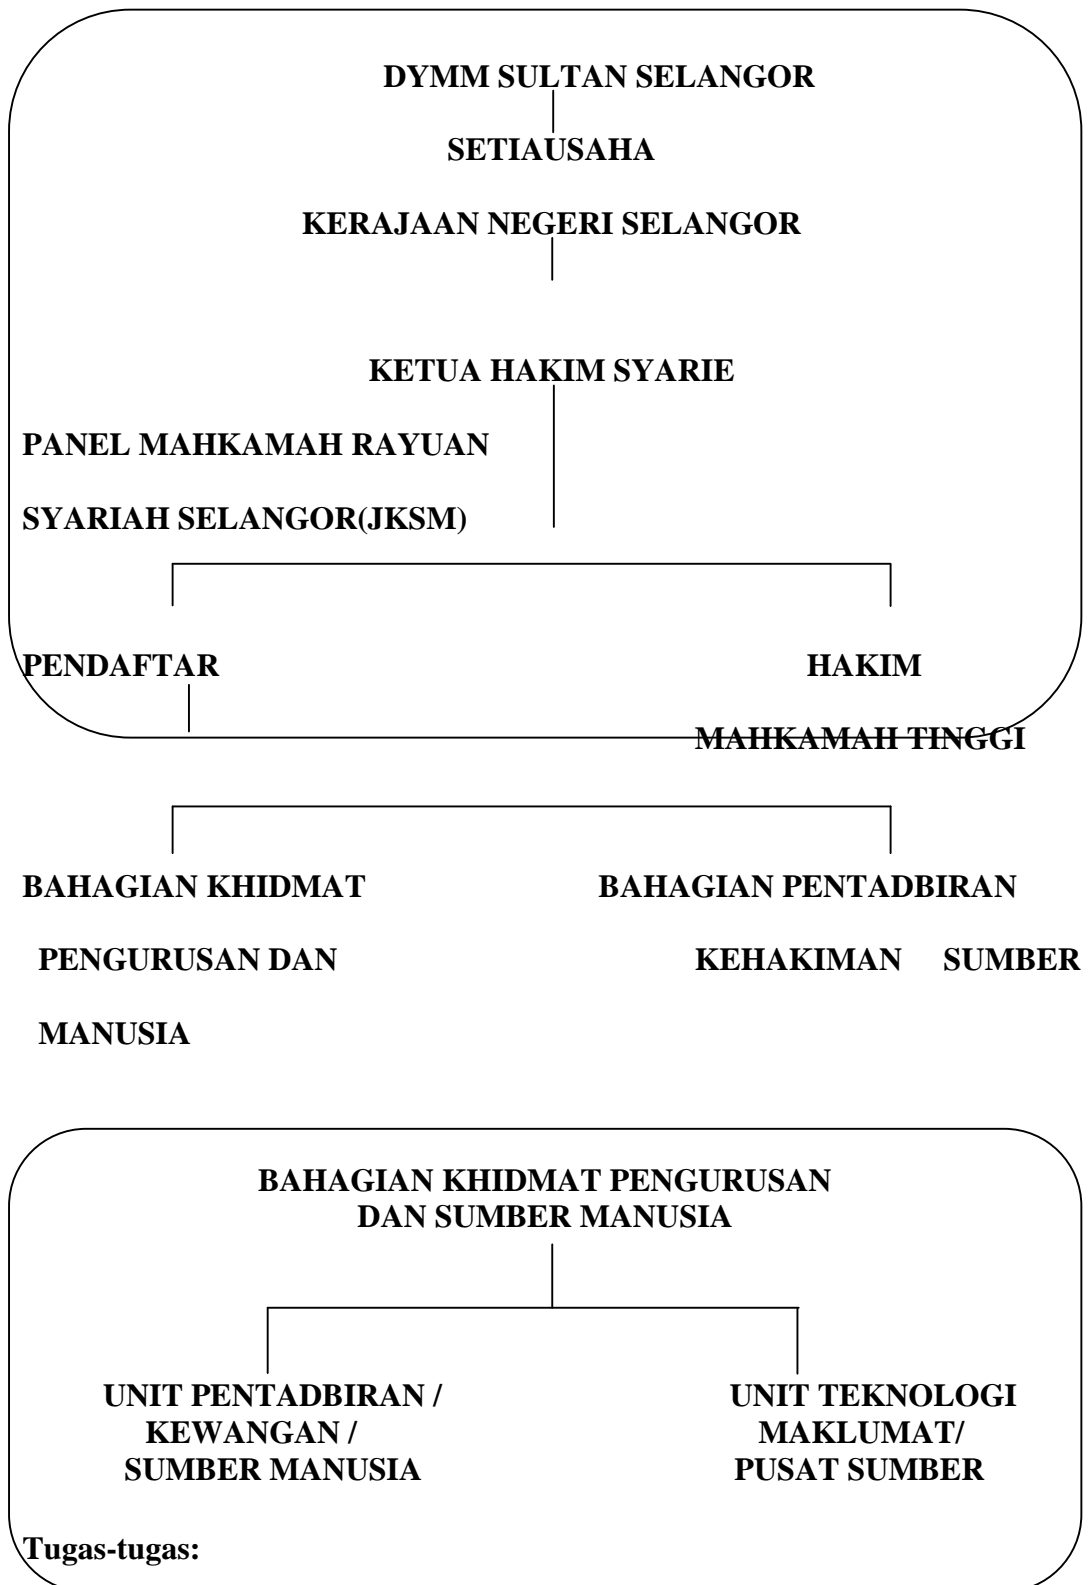 DYMM SULTAN SELANGOR
SETIAUSAHA
KERAJAAN NEGERI SELANGOR
KETUA HAKIM SYARIE
PANEL MAHKAMAH RAYUAN
SYARIAH SELANGOR(JKSM)
PENDAFTAR HAKIM
MAHKAMAH TINGGI
BAHAGIAN KHIDMAT BAHAGIAN PENTADBIRAN
PENGURUSAN DAN KEHAKIMAN SUMBER
MANUSIA
BAHAGIAN KHIDMAT PENGURUSAN
DAN SUMBER MANUSIA
UNIT PENTADBIRAN / UNIT TEKNOLOGI
KEWANGAN / MAKLUMAT/
SUMBER MANUSIA PUSAT SUMBER
Tugas-tugas: